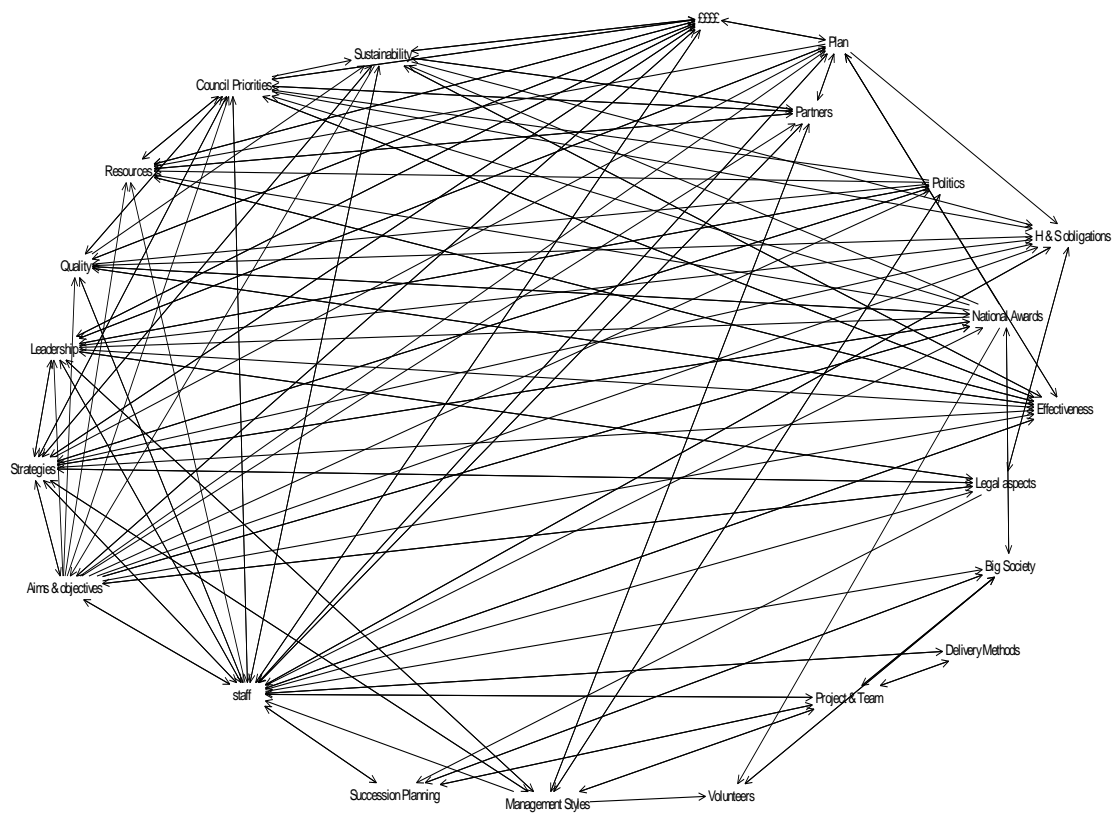 ££££
Plan
Sustainability
Council Priorities
Partners
Resources
Politics
H & S obligations
Quality
National Awards
Leadership
Effectiveness
Strategies
Legal aspects
Big Society
Aims & objectives
Delivery Methods
staff
Project & Team
Succession Planning
Management Styles
Volunteers